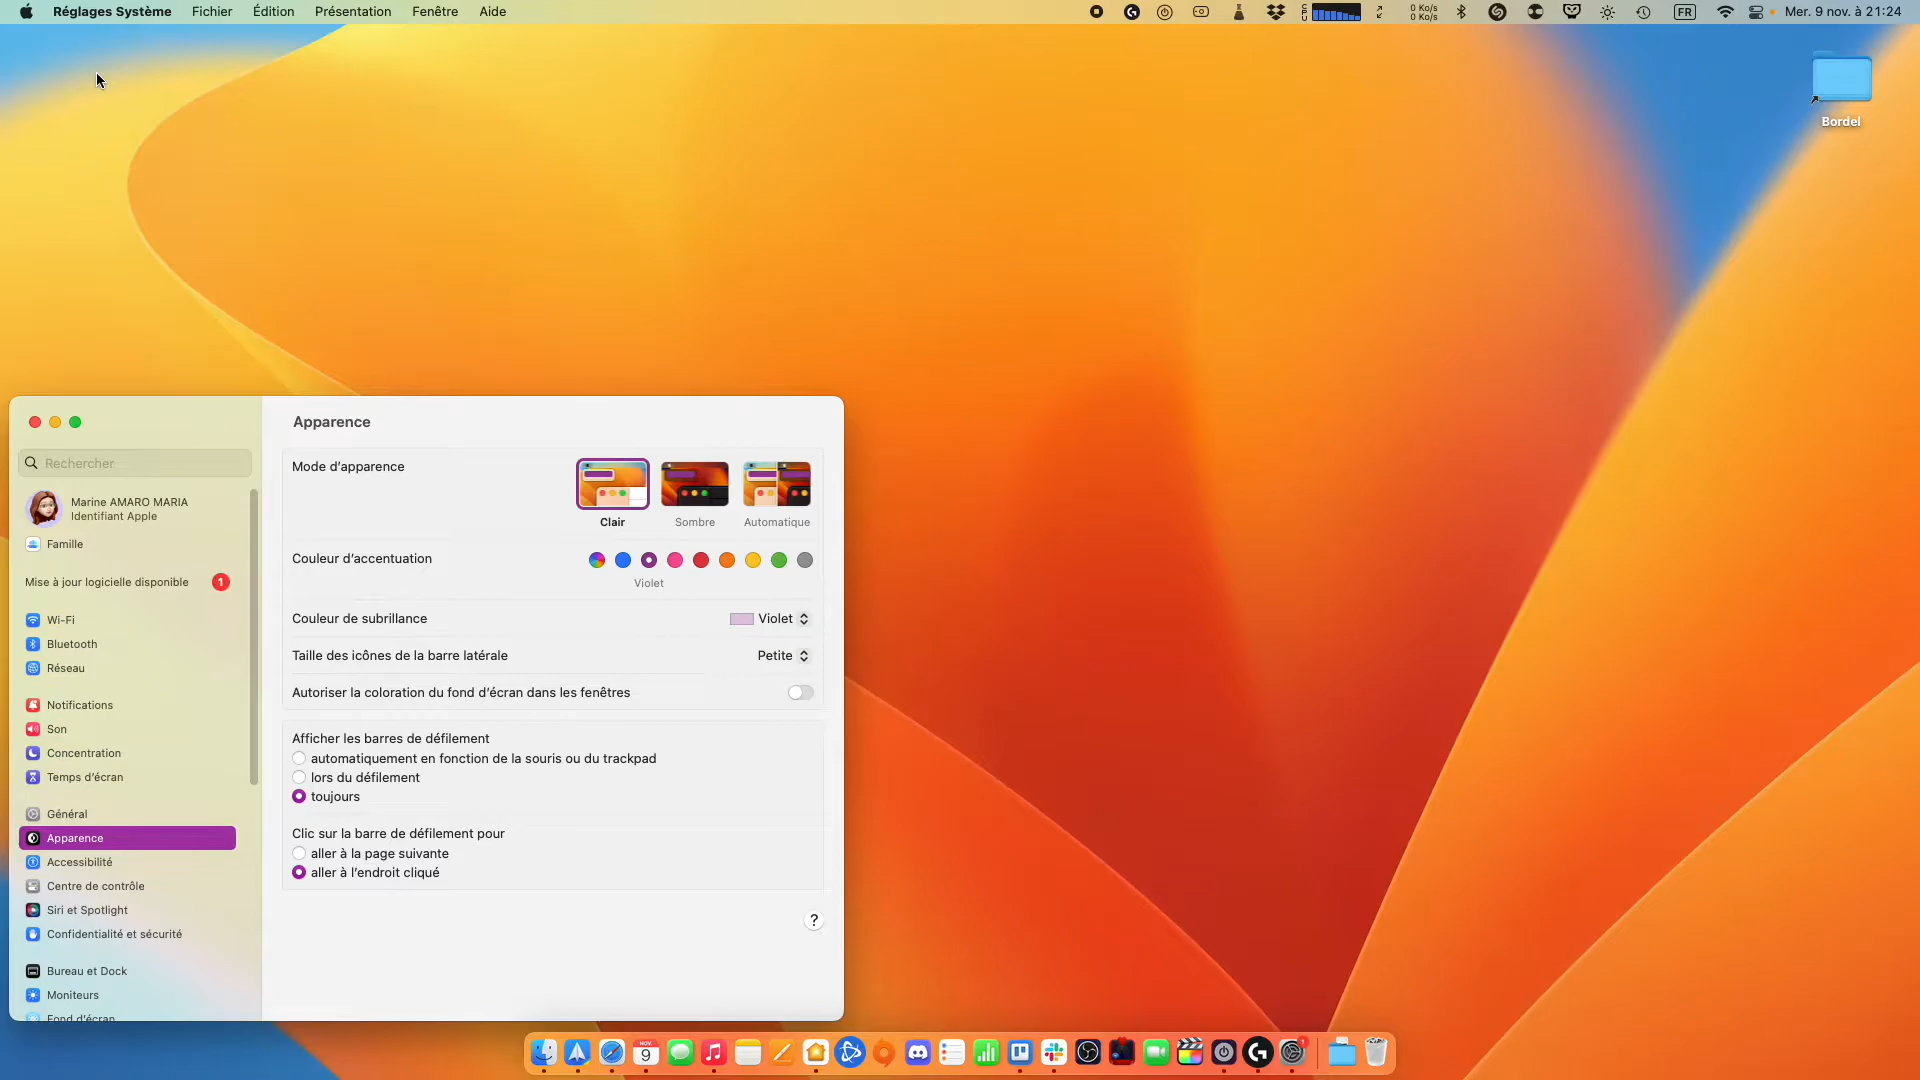 Réglages Système Fichier Édition Présentation Fenêtre Aide
CPU 0 Ko/s 0 Ko/s FR Mer. 9 nov. à 21:24
Bordel
Rechercher
Marine AMARO MARIA
Identifiant Apple
Famille
Mise à jour logicielle disponible 1
Wi-Fi
Bluetooth
Réseau
Notifications
Son
Concentration
Temps d'écran
Général
Apparence
Accessibilité
Centre de contrôle
Siri et Spotlight
Confidentialité et sécurité
Bureau et Dock
Moniteurs
Fond d'écran
Apparence
Mode d'apparence
Clair Sombre Automatique
Couleur d'accentuation
Violet
Couleur de subrillance Violet
Taille des icônes de la barre latérale Petite
Autoriser la coloration du fond d'écran dans les fenêtres
Afficher les barres de défilement
automatiquement en fonction de la souris ou du trackpad
lors du défilement
toujours
Clic sur la barre de défilement pour
aller à la page suivante
aller à l'endroit cliqué
?
NOV.
9
1